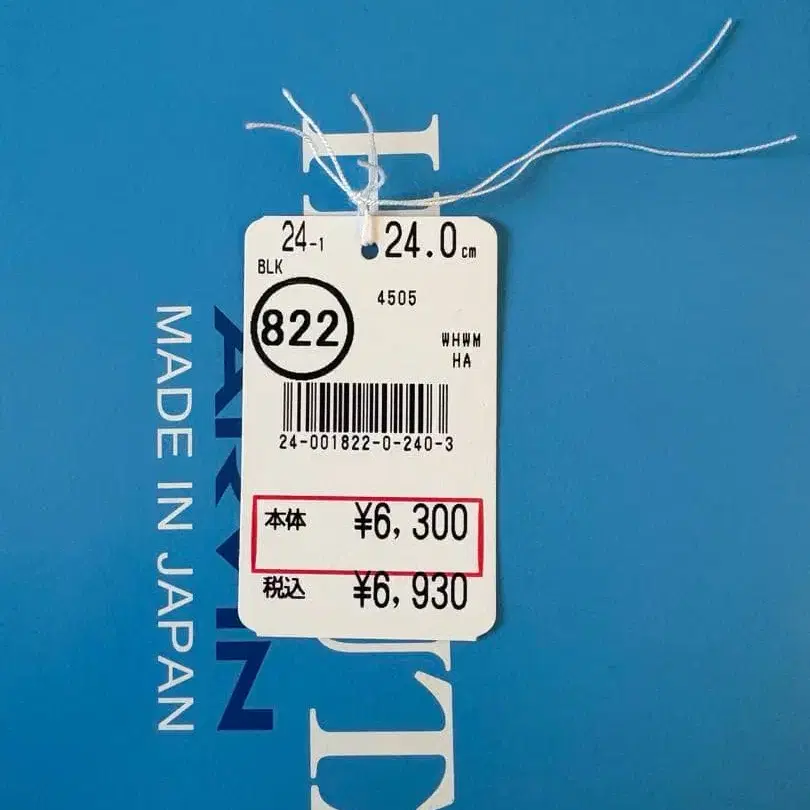 24-1 24.0cm
BLK
4505
822
WHWM
HA
24-001822-0-240-3
本体 ¥6,300
税込 ¥6,930
MADE IN JAPAN